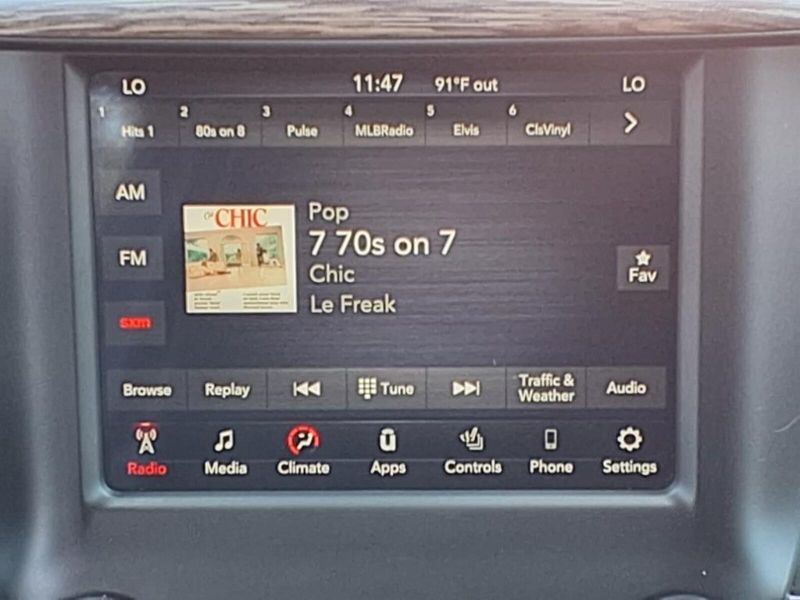 LO 11:47 91°F out LO
1 2 3 4 5 6
Hits 1 80s on 8 Pulse MLBRadio Elvis ClsVinyl
AM
FM
sxm
C'est CHIC
Pop
7 70s on 7
Chic
Le Freak
Fav
Browse Replay Tune Traffic & Weather Audio
Radio Media Climate Apps Controls Phone Settings